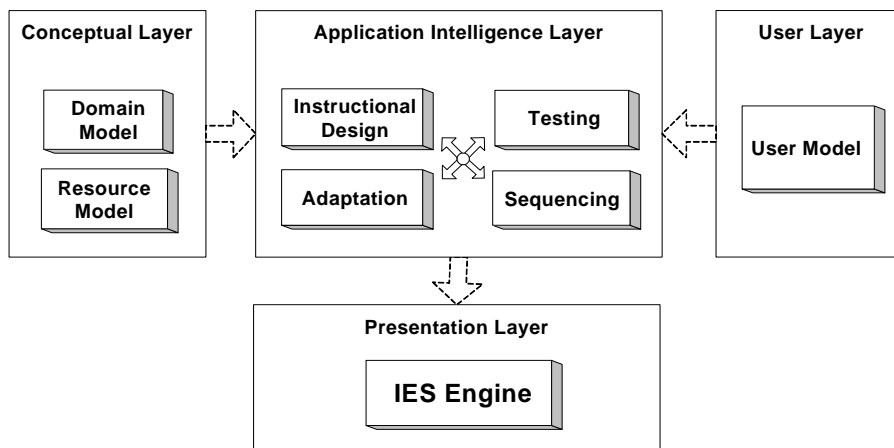 Conceptual Layer
Domain
Model
Resource
Model
Application Intelligence Layer
Instructional
Design
Testing
Adaptation
Sequencing
User Layer
User Model
Presentation Layer
IES Engine